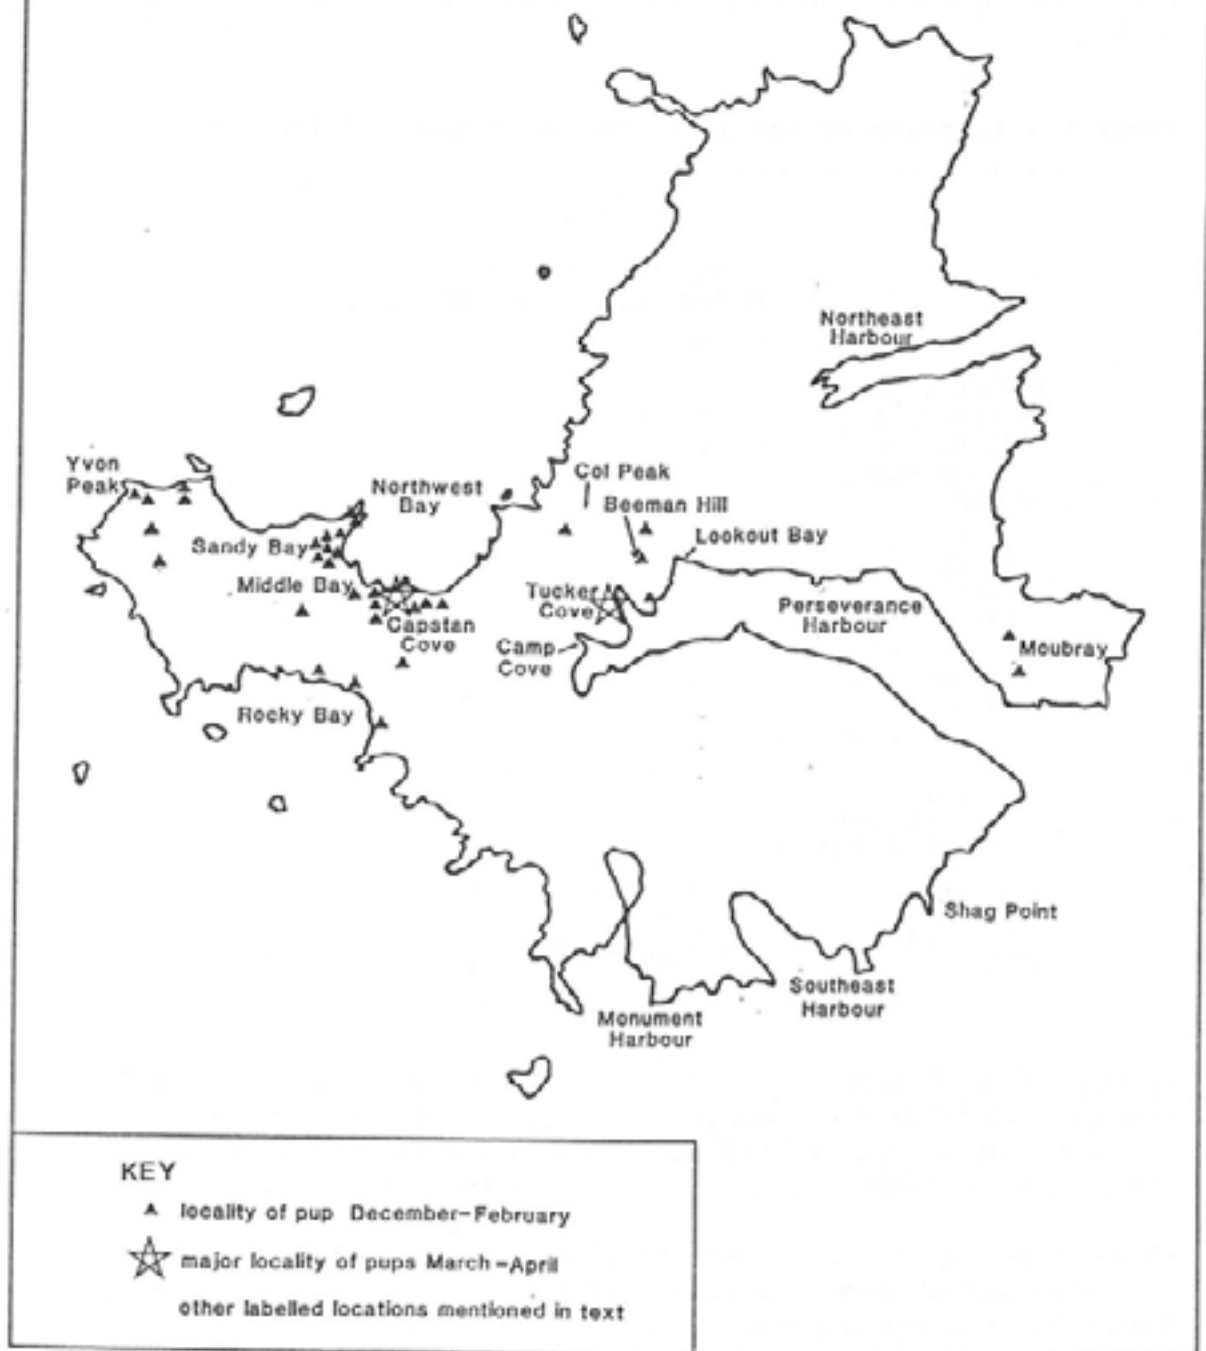 Northeast
Harbour
Yvon
Peak
Col Peak
Northwest
Bay
Beeman Hill
Lookout Bay
Sandy Bay
Middle Bay
Tucker
Cove
Perseverance
Harbour
Capstan
Cove
Camp
Cove
Moubray
Rocky Bay
Shag Point
Southeast
Harbour
Monument
Harbour
KEY
locality of pup December-February
major locality of pups March-April
other labelled locations mentioned in text